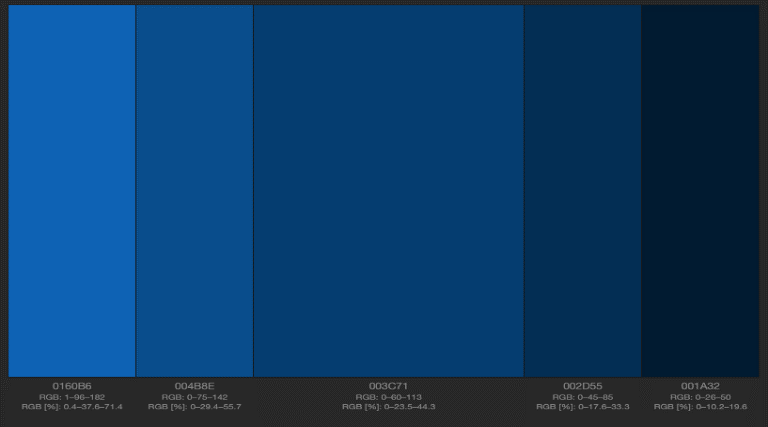 0160B6
RGB: 1–96–182
RGB [%]: 0.4–37.6–71.4
004B8E
RGB: 0–75–142
RGB [%]: 0–29.4–55.7
003C71
RGB: 0–60–113
RGB [%]: 0–23.5–44.3
002D55
RGB: 0–45–85
RGB [%]: 0–17.6–33.3
001A32
RGB: 0–26–50
RGB [%]: 0–10.2–19.6